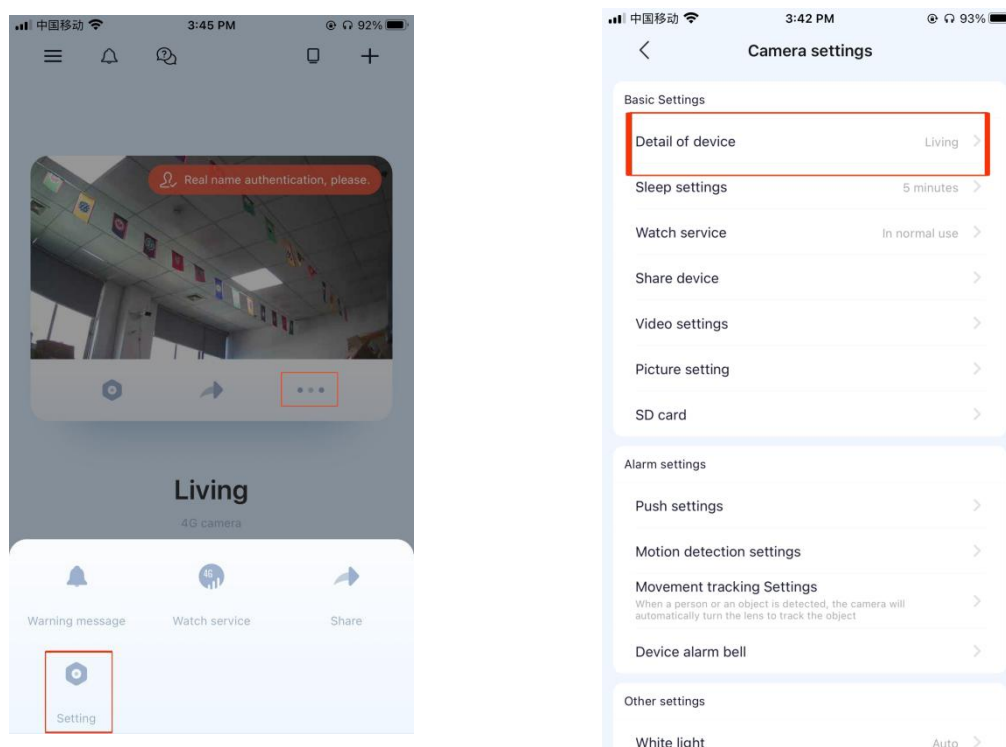 中国移动 3:45 PM 92%
Real name authentication, please.
Living
4G camera
4G
Warning message Watch service Share
Setting
中国移动 3:42 PM 93%
Camera settings
Basic Settings
Detail of device Living
Sleep settings 5 minutes
Watch service In normal use
Share device
Video settings
Picture setting
SD card
Alarm settings
Push settings
Motion detection settings
Movement tracking Settings
When a person or an object is detected, the camera will
automatically turn the lens to track the object
Device alarm bell
Other settings
White light Auto